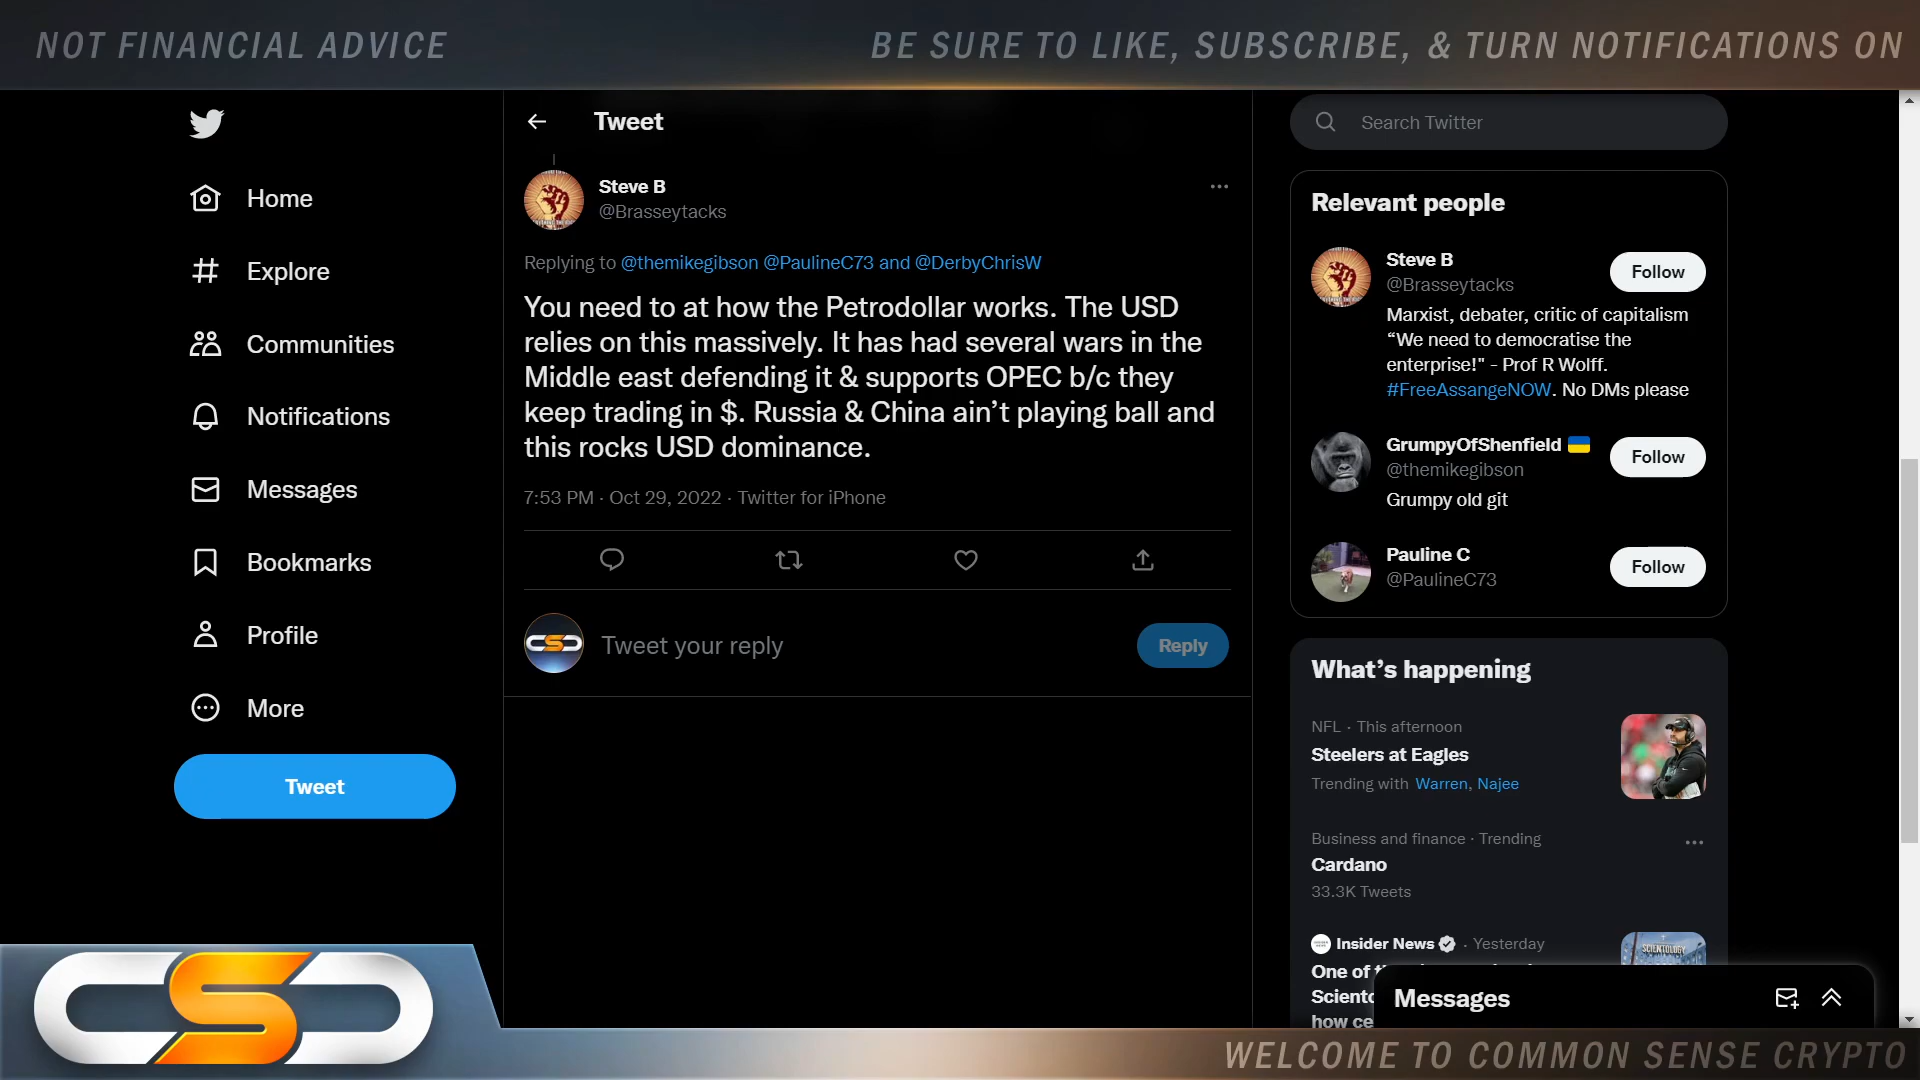 NOT FINANCIAL ADVICE
BE SURE TO LIKE, SUBSCRIBE, & TURN NOTIFICATIONS ON
Home
Explore
Communities
Notifications
Messages
Bookmarks
Profile
More
Tweet
Tweet
Steve B
@Brasseytacks
Replying to @themikegibson @PaulineC73 and @DerbyChrisW
You need to at how the Petrodollar works. The USD
relies on this massively. It has had several wars in the
Middle east defending it & supports OPEC b/c they
keep trading in $. Russia & China ain’t playing ball and
this rocks USD dominance.
7:53 PM · Oct 29, 2022 · Twitter for iPhone
Tweet your reply
Reply
Search Twitter
Relevant people
Steve B
@Brasseytacks
Follow
Marxist, debater, critic of capitalism
“We need to democratise the
enterprise!" - Prof R Wolff.
#FreeAssangeNOW. No DMs please
GrumpyOfShenfield
@themikegibson
Follow
Grumpy old git
Pauline C
@PaulineC73
Follow
What’s happening
NFL · This afternoon
Steelers at Eagles
Trending with Warren, Najee
Business and finance · Trending
Cardano
33.3K Tweets
Insider News · Yesterday
One of
Sciento
how ce
SCIENTOLOGY
Messages
CSC
WELCOME TO COMMON SENSE CRYPTO